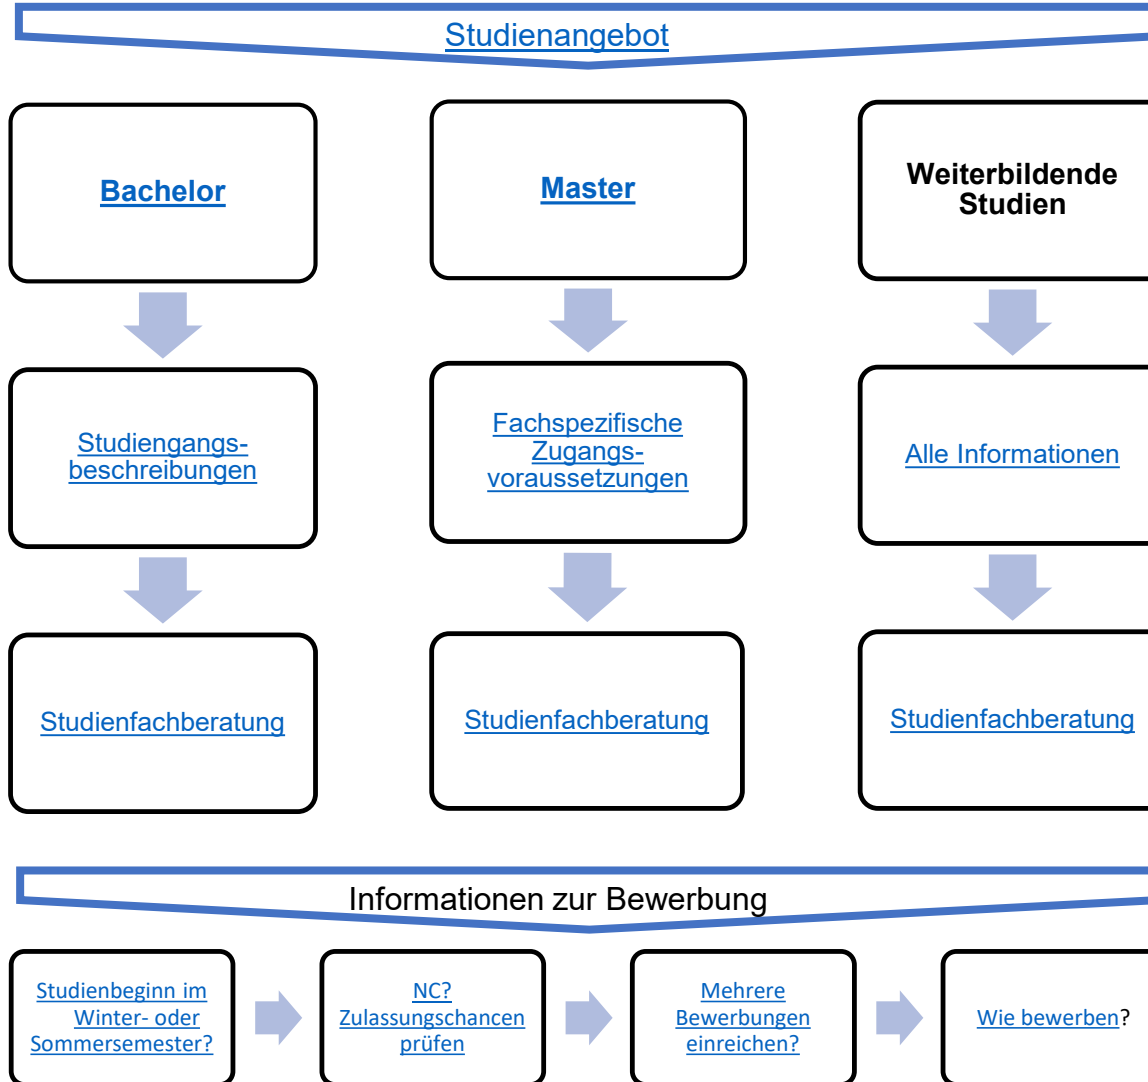 Studienangebot
Bachelor
Master
Weiterbildende
Studien
Studiengangs-
beschreibungen
Fachspezifische
Zugangs-
voraussetzungen
Alle Informationen
Studienfachberatung
Studienfachberatung
Studienfachberatung
Informationen zur Bewerbung
Studienbeginn im
Winter- oder
Sommersemester?
NC?
Zulassungschancen
prüfen
Mehrere
Bewerbungen
einreichen?
Wie bewerben?